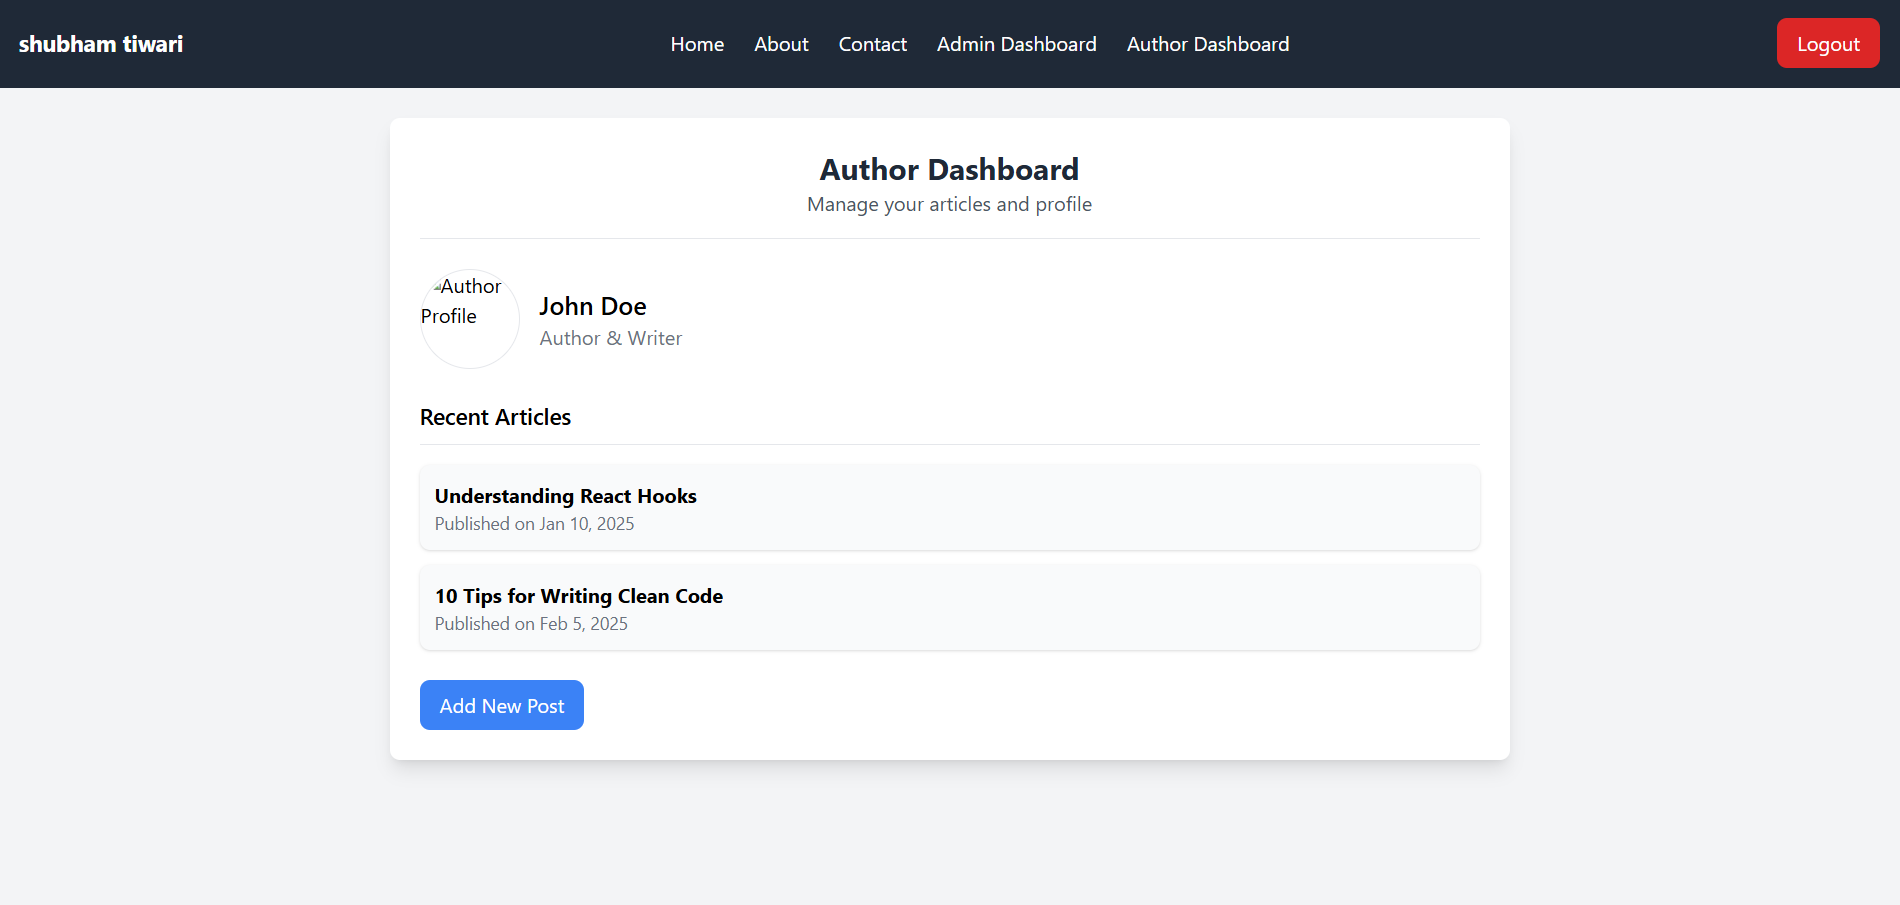 shubham tiwari
Home About Contact Admin Dashboard Author Dashboard
Logout
Author Dashboard
Manage your articles and profile
Author
Profile
John Doe
Author & Writer
Recent Articles
Understanding React Hooks
Published on Jan 10, 2025
10 Tips for Writing Clean Code
Published on Feb 5, 2025
Add New Post